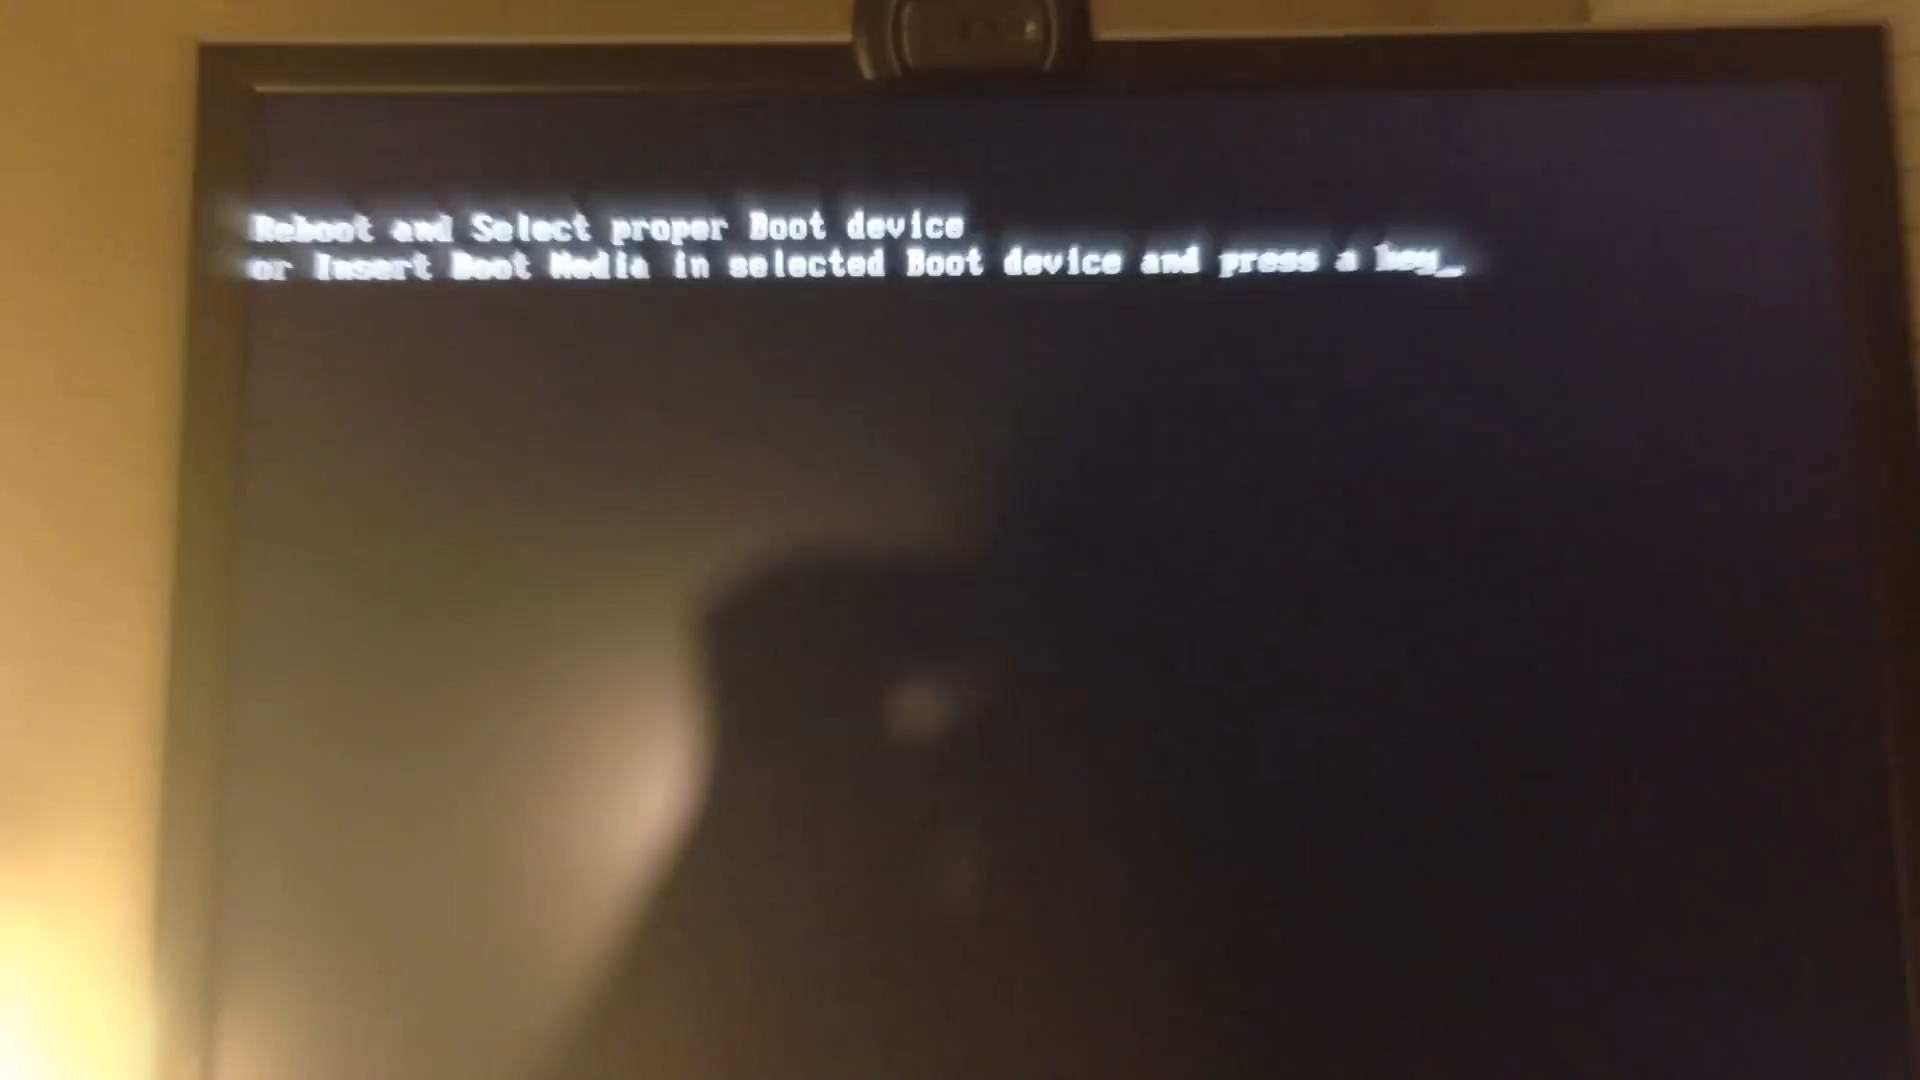 Reboot and Select proper Boot device
or Insert Boot Media in selected Boot device and press a key_